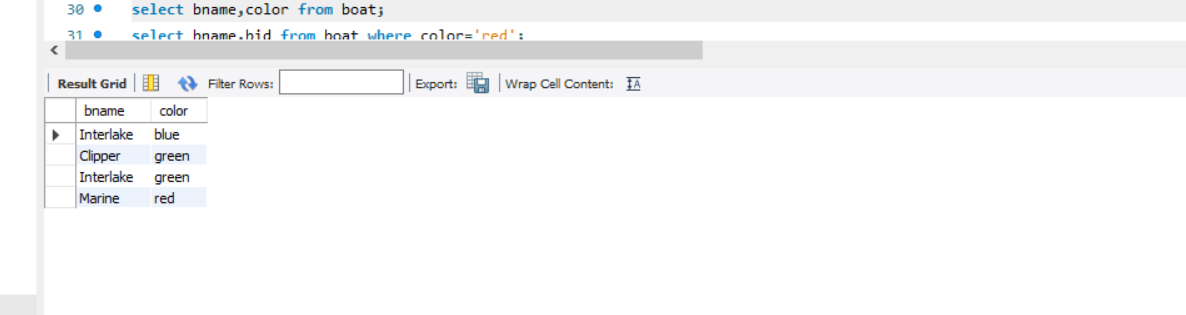 30 select bname,color from boat;
31 select bname,bid from boat where color='red';
Result Grid Filter Rows: Export: Wrap Cell Content: IA
bname color
Interlake blue
Clipper green
Interlake green
Marine red